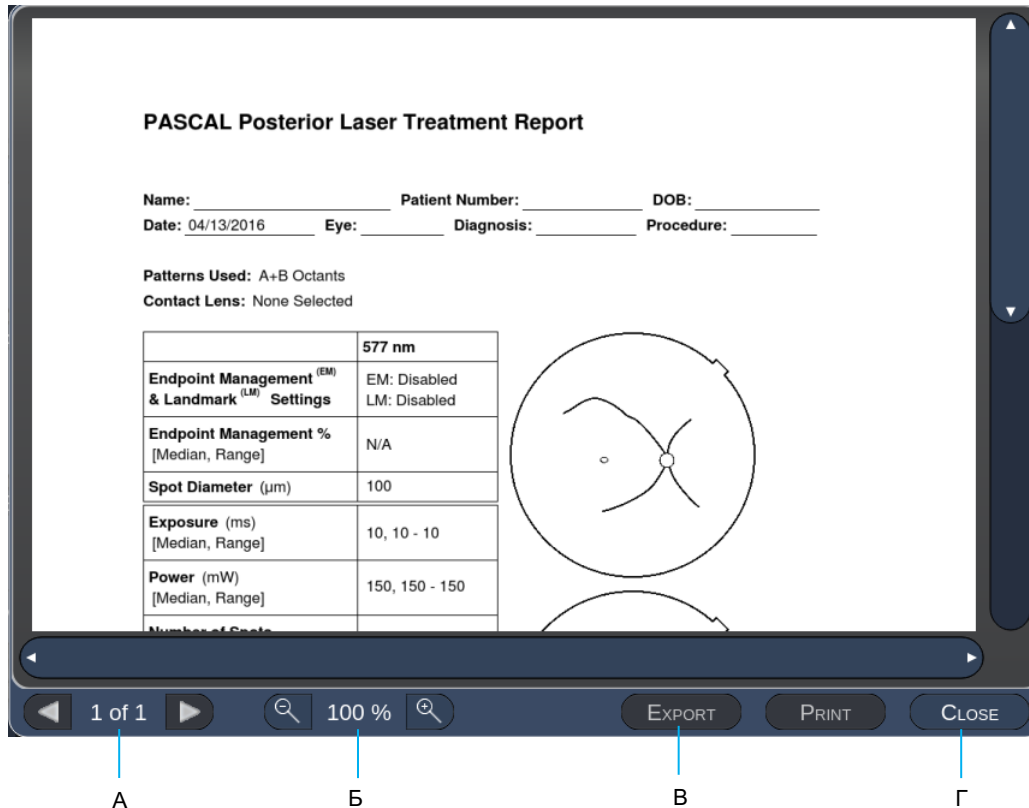 PASCAL Posterior Laser Treatment Report
Name: Patient Number: DOB:
Date: 04/13/2016 Eye: Diagnosis: Procedure:
Patterns Used: A+B Octants
Contact Lens: None Selected
577 nm
Endpoint Management (EM)
& Landmark (LM) Settings
EM: Disabled
LM: Disabled
Endpoint Management %
[Median, Range]
N/A
Spot Diameter (µm) 100
Exposure (ms)
[Median, Range]
10, 10 - 10
Power (mW)
[Median, Range]
150, 150 - 150
Number of Spots
1 of 1 100 % EXPORT PRINT CLOSE
А Б В Г